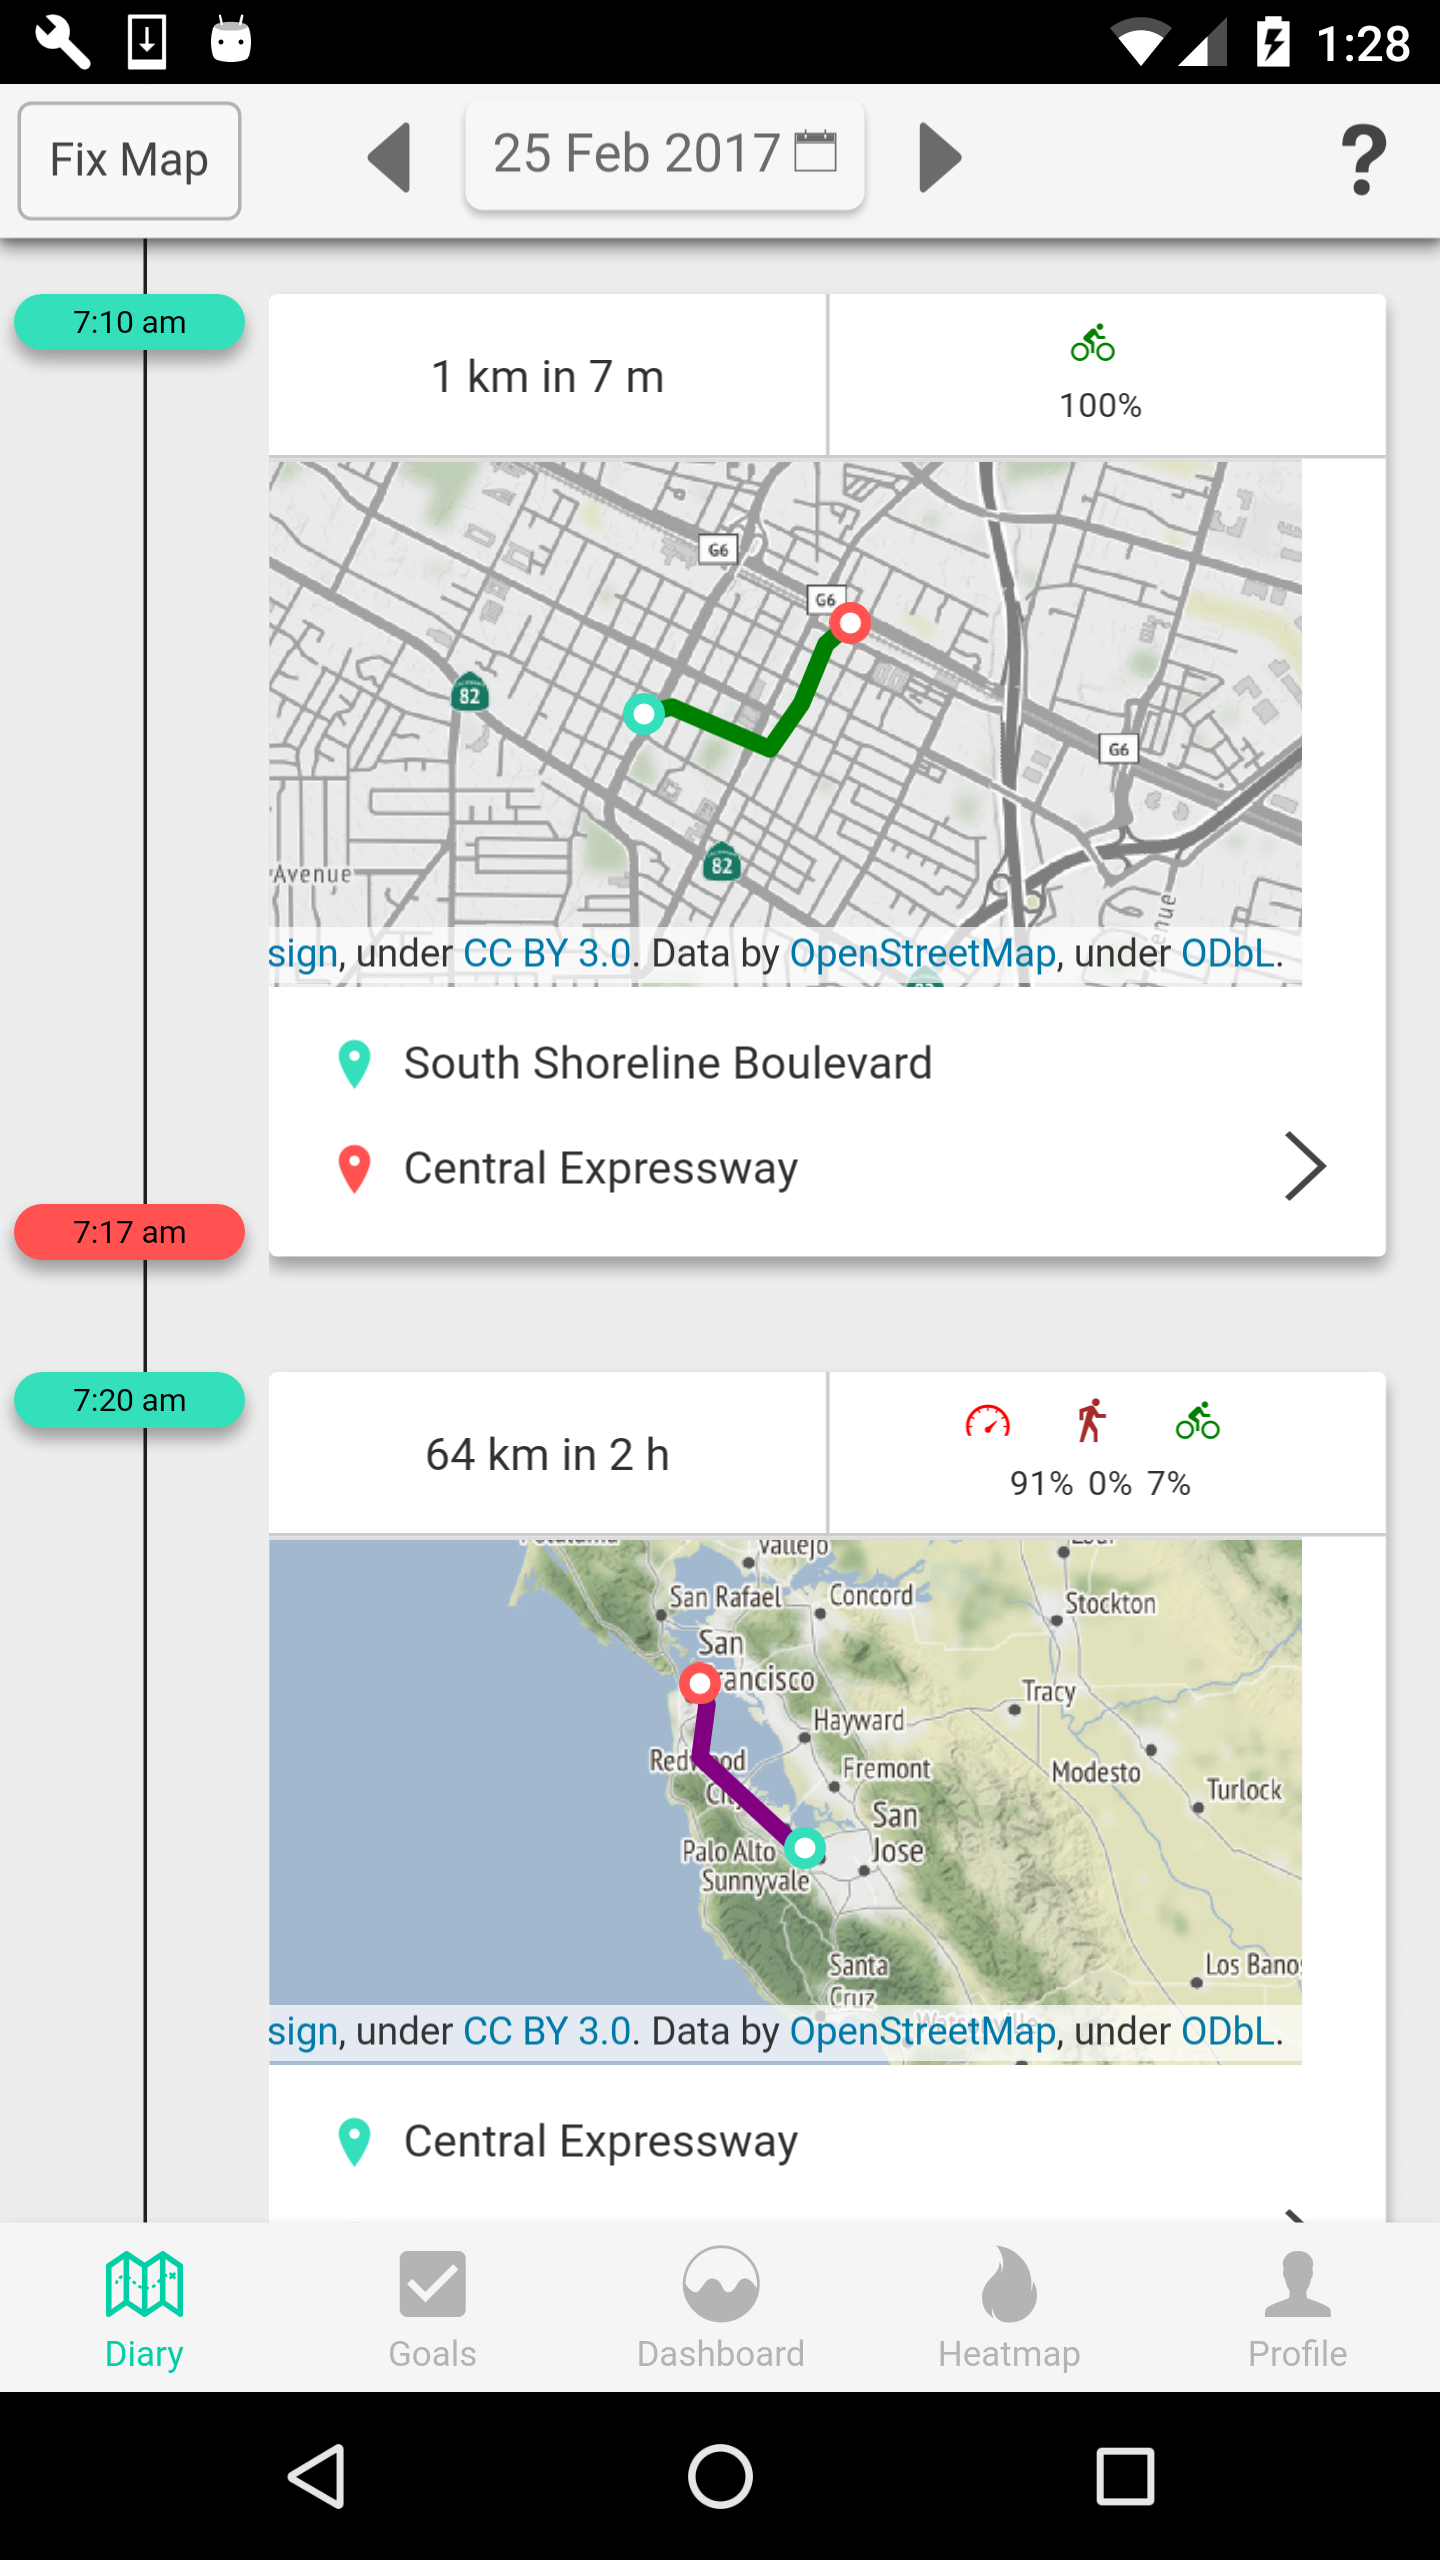 1:28
Fix Map
25 Feb 2017
?
7:10 am
1 km in 7 m
100%
G6
G6
82
G6
82
Avenue
sign, under CC BY 3.0. Data by OpenStreetMap, under ODbL.
South Shoreline Boulevard
Central Expressway
7:17 am
7:20 am
64 km in 2 h
91% 0% 7%
Vallejo
San Rafael
Concord
Stockton
San
Francisco
Tracy
Hayward
Redwood
City
Fremont
Modesto
Turlock
San
Jose
Palo Alto
Sunnyvale
Santa
Cruz
Los Banos
sign, under CC BY 3.0. Data by OpenStreetMap, under ODbL.
Central Expressway
Diary
Goals
Dashboard
Heatmap
Profile